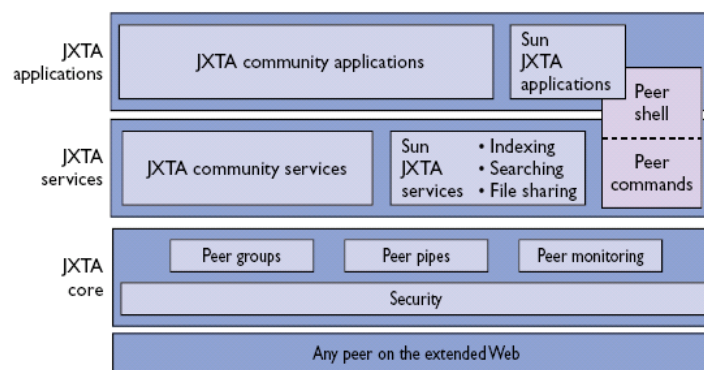 JXTA
applications
JXTA community applications
Sun
JXTA
applications
Peer
shell
JXTA
services
JXTA community services
Sun
JXTA
services
• Indexing
• Searching
• File sharing
Peer
commands
JXTA
core
Peer groups
Peer pipes
Peer monitoring
Security
Any peer on the extended Web